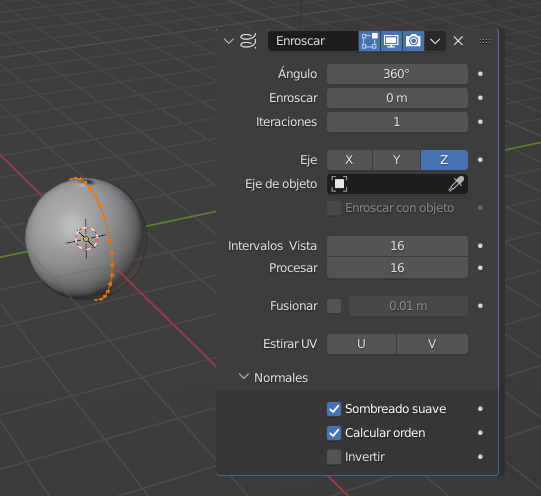 Enroscar
Ángulo 360°
Enroscar 0 m
Iteraciones 1
Eje X Y Z
Eje de objeto
Enroscar con objeto
Intervalos Vista 16
Procesar 16
Fusionar 0.01 m
Estirar UV U V
Normales
Sombreado suave
Calcular orden
Invertir